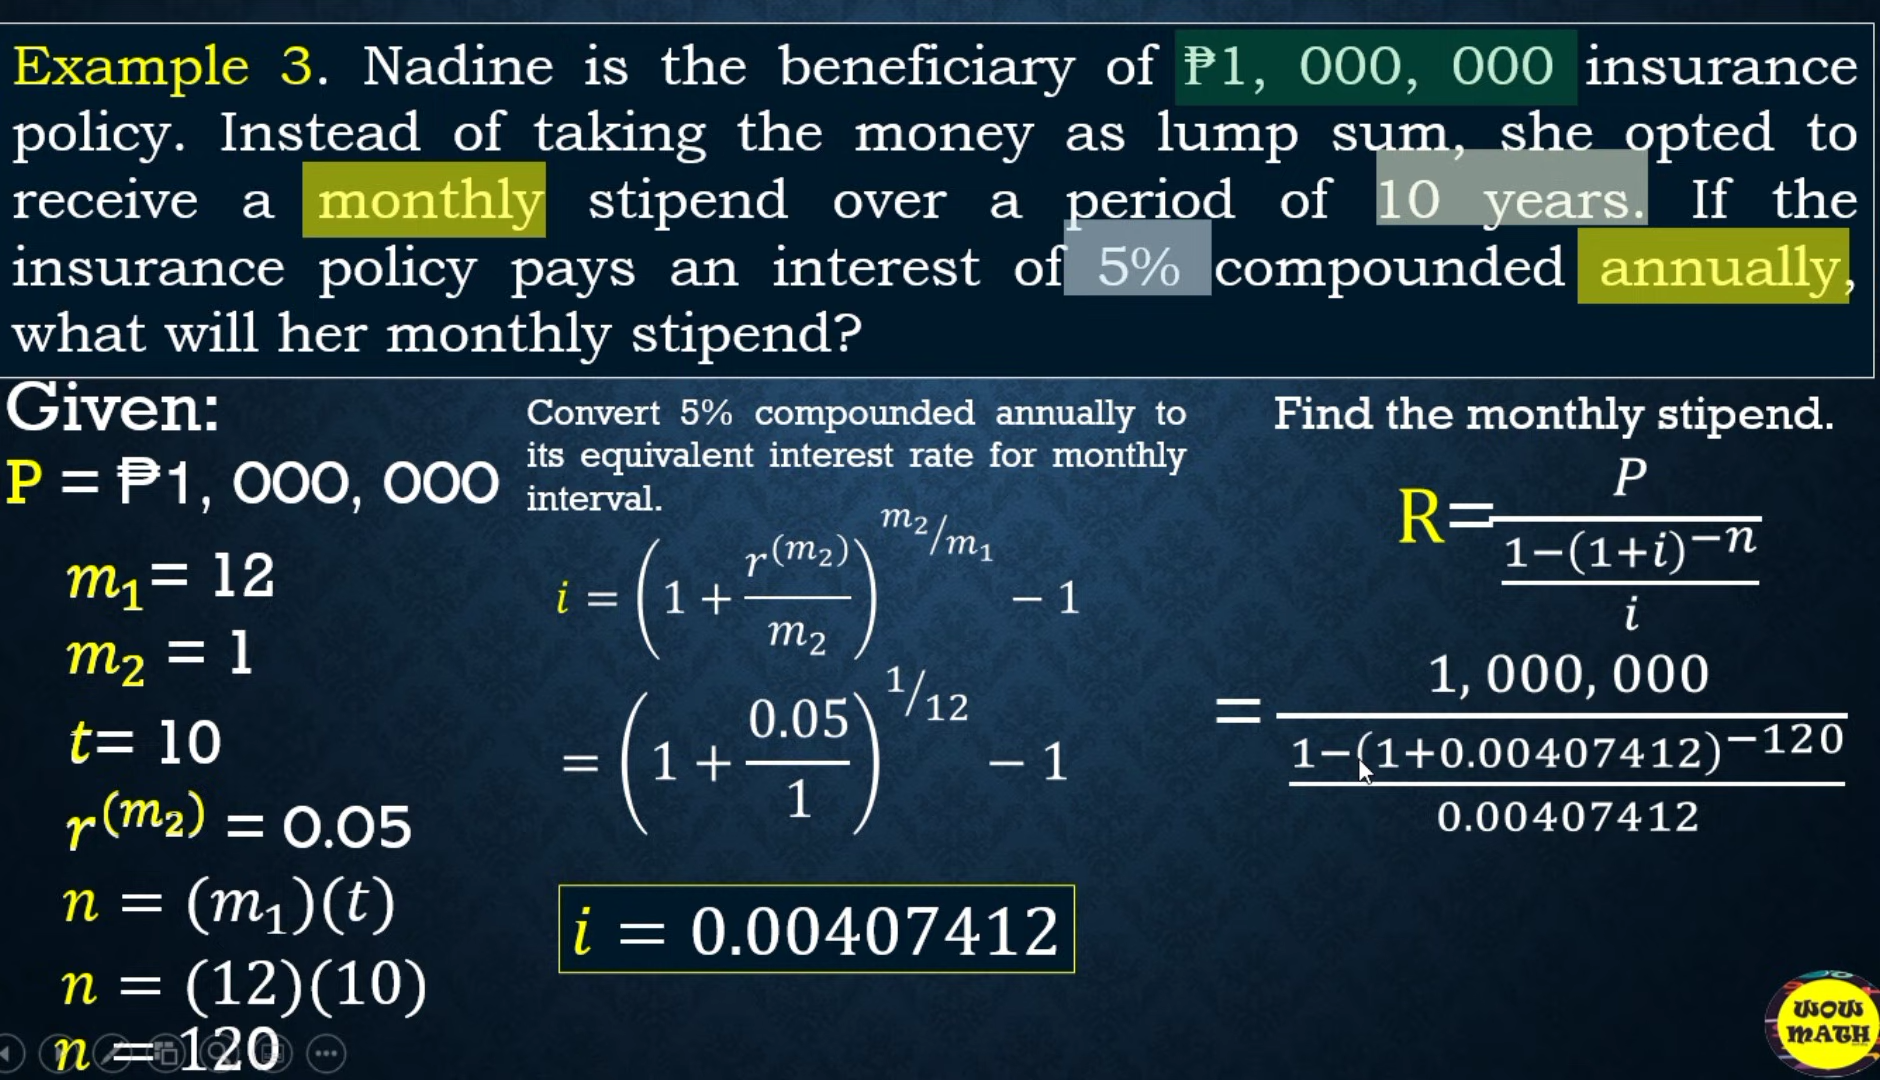 Example 3. Nadine is the beneficiary of ₱1, 000, 000 insurance
policy. Instead of taking the money as lump sum, she opted to
receive a monthly stipend over a period of 10 years. If the
insurance policy pays an interest of 5% compounded annually,
what will her monthly stipend?
Given:
P = ₱1, 000, 000
m₁ = 12
m₂ = 1
t= 10
r^(m₂) = 0.05
n = (m₁)(t)
n = (12)(10)
n = 120
Convert 5% compounded annually to
its equivalent interest rate for monthly
interval.
i = (1 + r^(m₂)/m₂)^(m₂/m₁) − 1
= (1 + 0.05/1)^(1/12) − 1
i = 0.00407412
Find the monthly stipend.
R= P
1−(1+i)^−n
i
= 1, 000, 000
1−(1+0.00407412)^−120
0.00407412
WOW
MATH